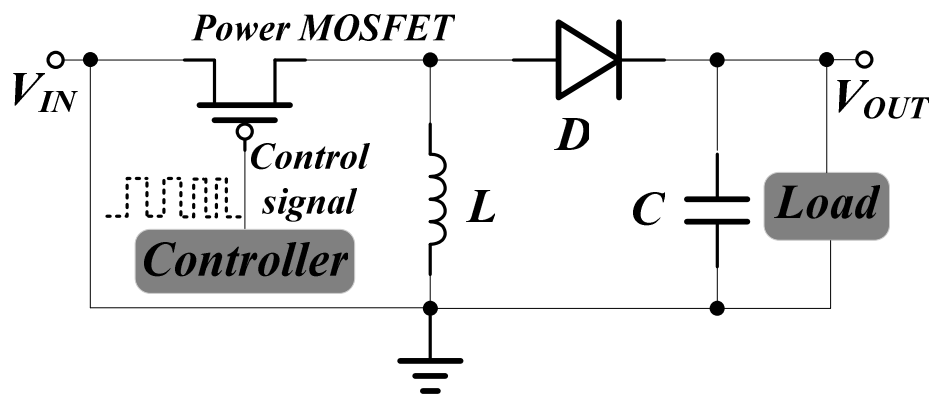 Power MOSFET
V_IN
D
V_OUT
Control
signal
L
C
Load
Controller